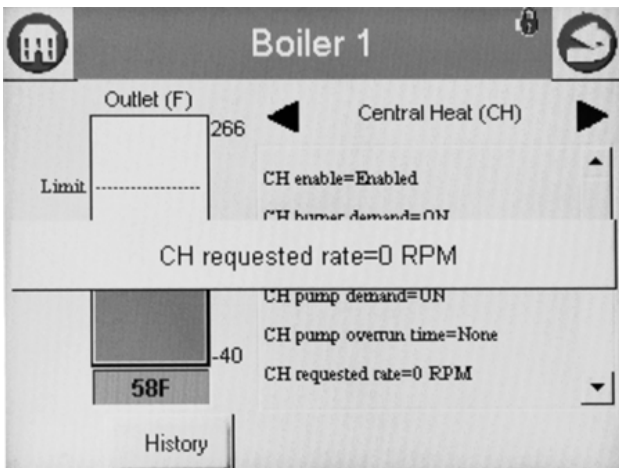 Boiler 1
Outlet (F)
266
Limit
-40
58F
History
Central Heat (CH)
CH enable=Enabled
CH burner demand=ON
CH requested rate=0 RPM
CH pump demand=ON
CH pump overrun time=None
CH requested rate=0 RPM